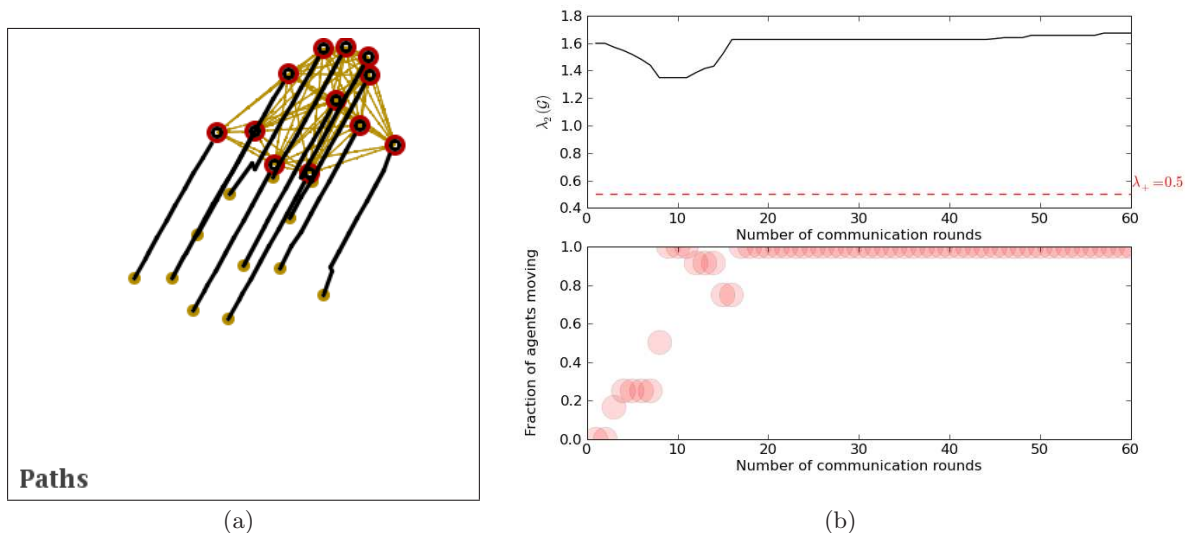 Paths
(a)
1.8
1.6
1.4
1.2
1.0
0.8
0.6
0.4
λ₂(𝒢)
λ₊=0.5
0 10 20 30 40 50 60
Number of communication rounds
1.0
0.8
0.6
0.4
0.2
0.0
Fraction of agents moving
0 10 20 30 40 50 60
Number of communication rounds
(b)